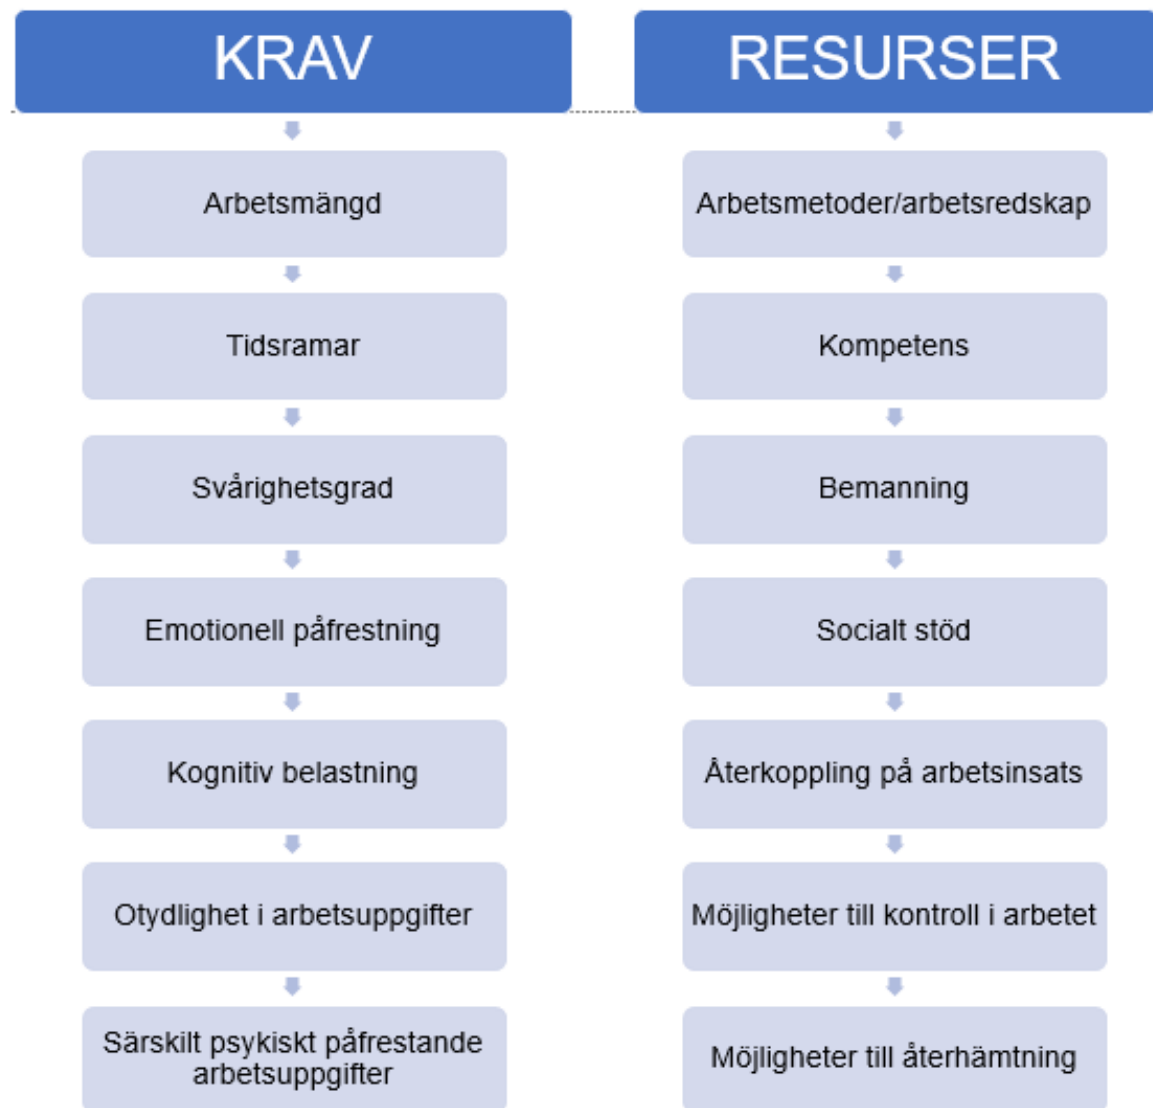 KRAV
Arbetsmängd
Tidsramar
Svårighetsgrad
Emotionell påfrestning
Kognitiv belastning
Otydlighet i arbetsuppgifter
Särskilt psykiskt påfrestande
arbetsuppgifter
RESURSER
Arbetsmetoder/arbetsredskap
Kompetens
Bemanning
Socialt stöd
Återkoppling på arbetsinsats
Möjligheter till kontroll i arbetet
Möjligheter till återhämtning